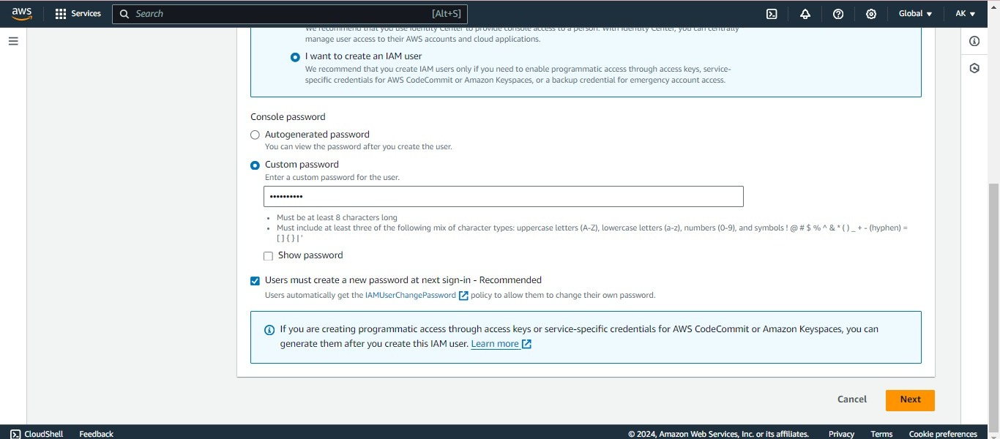 aws
Services
Search
[Alt+S]
Global
AK
We recommend that you use Identity Center to provide console access to a person. With Identity Center, you can centrally
manage user access to their AWS accounts and cloud applications.
I want to create an IAM user
We recommend that you create IAM users only if you need to enable programmatic access through access keys, service-
specific credentials for AWS CodeCommit or Amazon Keyspaces, or a backup credential for emergency account access.
Console password
Autogenerated password
You can view the password after you create the user.
Custom password
Enter a custom password for the user.
••••••••••
• Must be at least 8 characters long
• Must include at least three of the following mix of character types: uppercase letters (A-Z), lowercase letters (a-z), numbers (0-9), and symbols ! @ # $ % ^ & * ( ) _ + - (hyphen) =
[ ] { } | '
Show password
Users must create a new password at next sign-in - Recommended
Users automatically get the IAMUserChangePassword policy to allow them to change their own password.
If you are creating programmatic access through access keys or service-specific credentials for AWS CodeCommit or Amazon Keyspaces, you can
generate them after you create this IAM user. Learn more
Cancel
Next
CloudShell
Feedback
© 2024, Amazon Web Services, Inc. or its affiliates.
Privacy
Terms
Cookie preferences